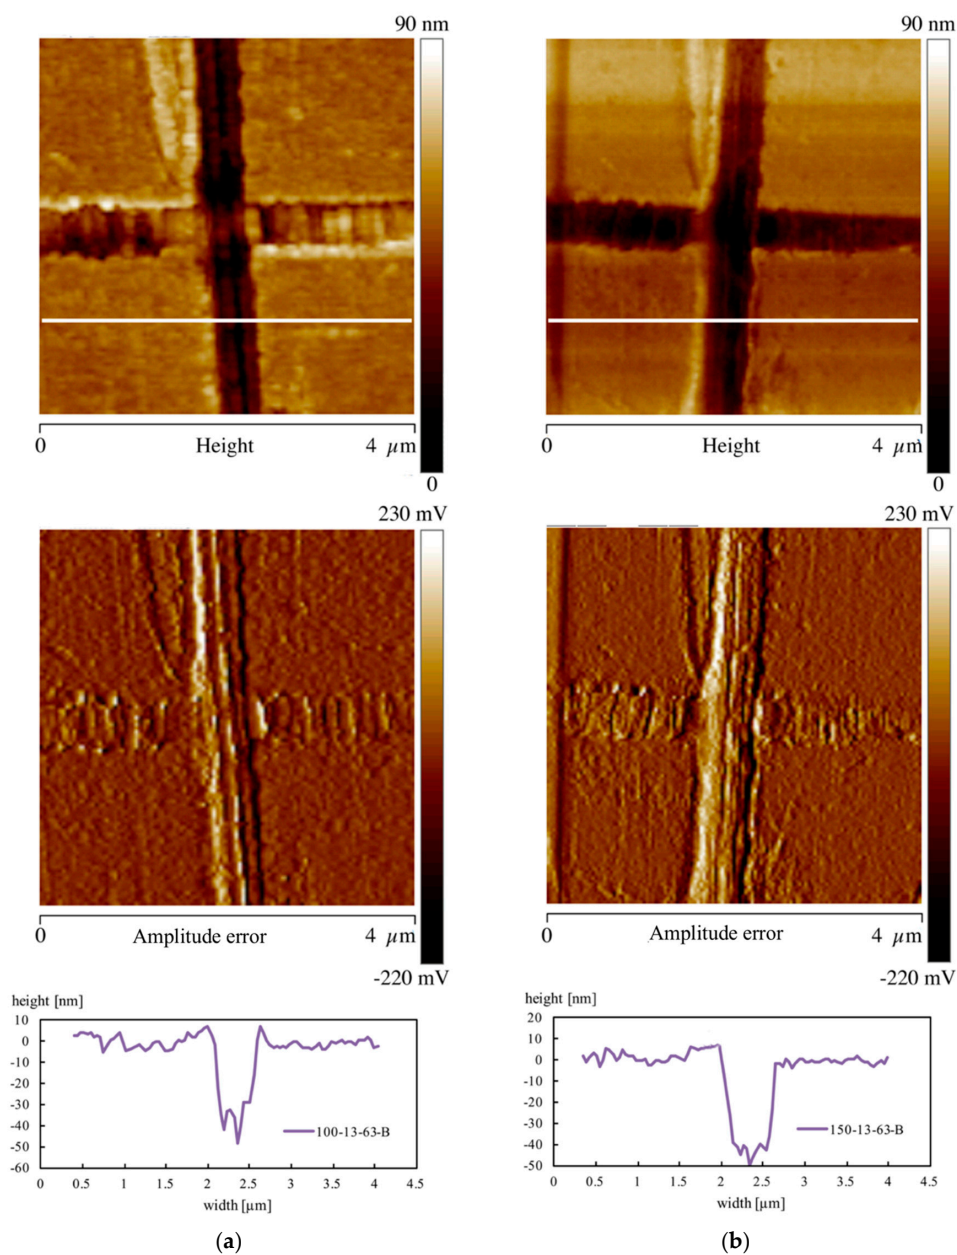 90 nm
90 nm
0
Height
4 µm
0
0
Height
4 µm
0
230 mV
230 mV
0
Amplitude error
4 µm
-220 mV
0
Amplitude error
4 µm
-220 mV
height [nm]
10
0
-10
-20
-30
-40
-50
-60
100-13-63-B
0 0.5 1 1.5 2 2.5 3 3.5 4 4.5
width [µm]
height [nm]
20
10
0
-10
-20
-30
-40
-50
150-13-63-B
0 0.5 1 1.5 2 2.5 3 3.5 4 4.5
width [µm]
(a)
(b)